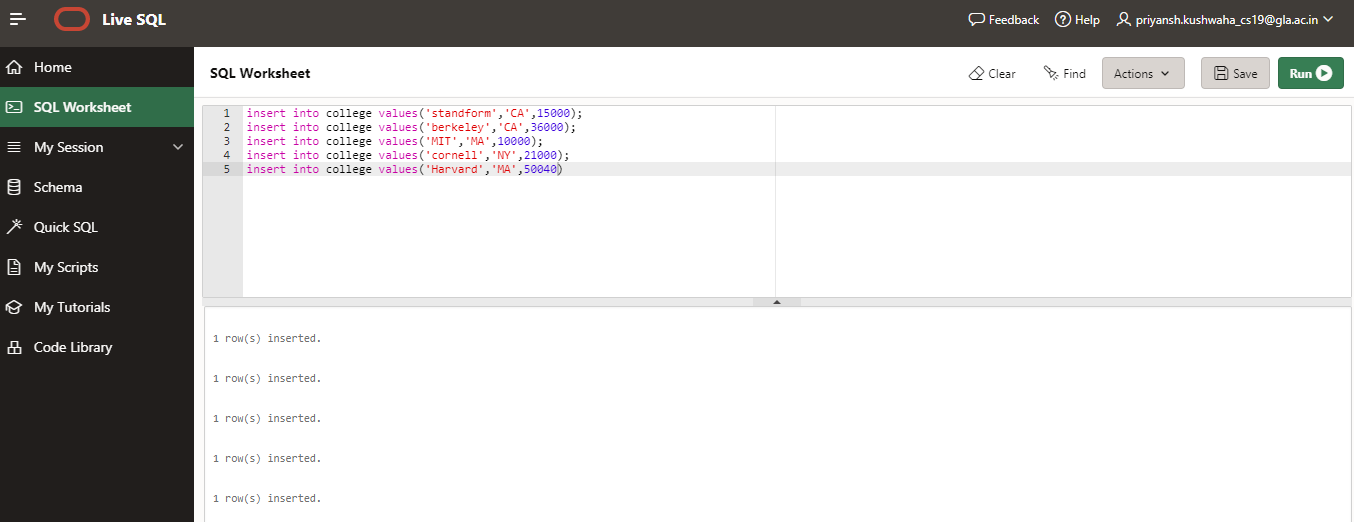 Live SQL
Feedback Help priyansh.kushwaha_cs19@gla.ac.in
Home
SQL Worksheet
My Session
Schema
Quick SQL
My Scripts
My Tutorials
Code Library
SQL Worksheet
Clear Find Actions Save Run
1 insert into college values('standform','CA',15000);
2 insert into college values('berkeley','CA',36000);
3 insert into college values('MIT','MA',10000);
4 insert into college values('cornell','NY',21000);
5 insert into college values('Harvard','MA',50040)
1 row(s) inserted.
1 row(s) inserted.
1 row(s) inserted.
1 row(s) inserted.
1 row(s) inserted.